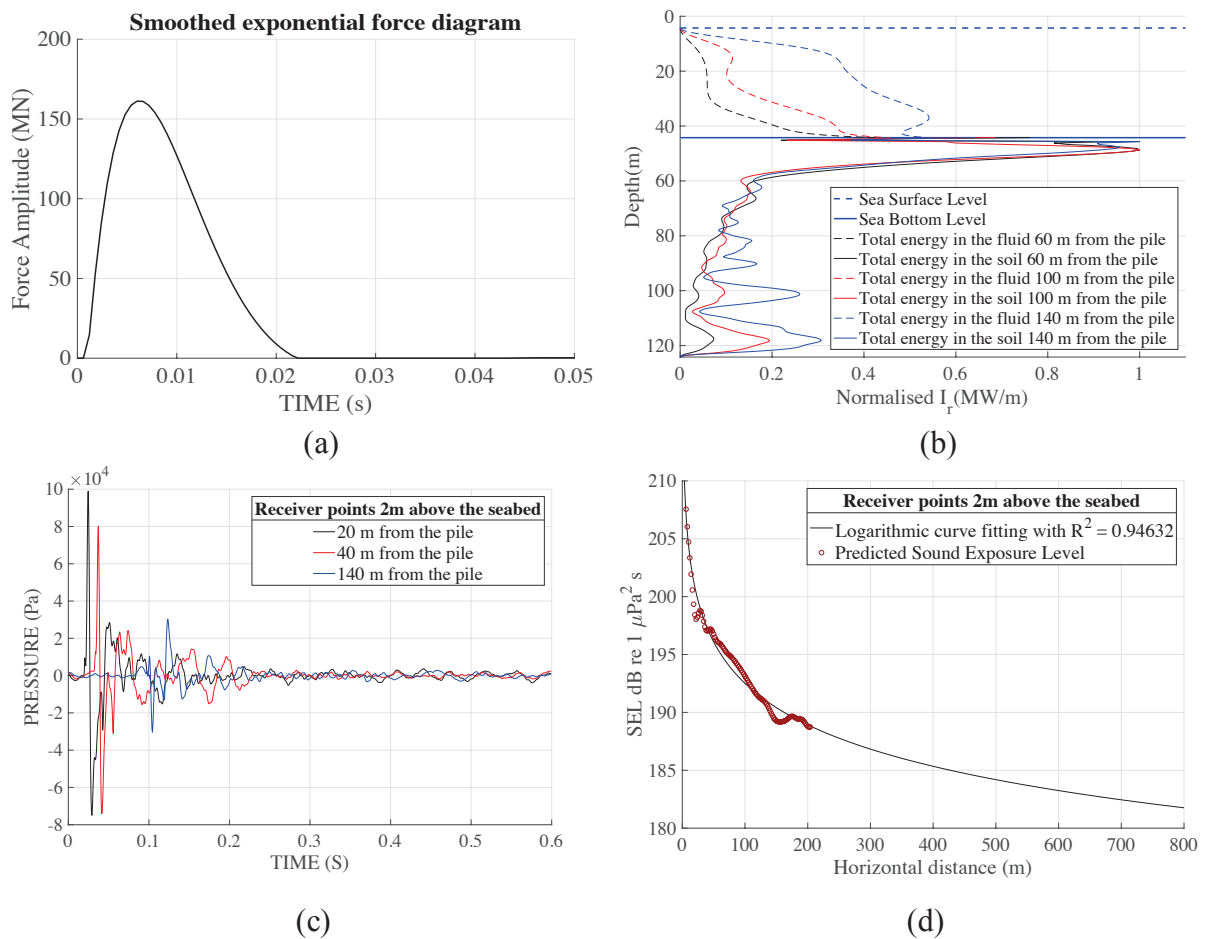 Smoothed exponential force diagram
200
150
100
50
0
Force Amplitude (MN)
0 0.01 0.02 0.03 0.04 0.05
TIME (s)
(a)
0
20
40
60
80
100
120
Depth(m)
Sea Surface Level
Sea Bottom Level
Total energy in the fluid 60 m from the pile
Total energy in the soil 60 m from the pile
Total energy in the fluid 100 m from the pile
Total energy in the soil 100 m from the pile
Total energy in the fluid 140 m from the pile
Total energy in the soil 140 m from the pile
0 0.2 0.4 0.6 0.8 1
Normalised I_r(MW/m)
(b)
× 10⁴
10
8
6
4
2
0
-2
-4
-6
-8
PRESSURE (Pa)
Receiver points 2m above the seabed
20 m from the pile
40 m from the pile
140 m from the pile
0 0.1 0.2 0.3 0.4 0.5 0.6
TIME (S)
(c)
210
205
200
195
190
185
180
SEL dB re 1 μPa² s
Receiver points 2m above the seabed
Logarithmic curve fitting with R² = 0.94632
Predicted Sound Exposure Level
0 100 200 300 400 500 600 700 800
Horizontal distance (m)
(d)